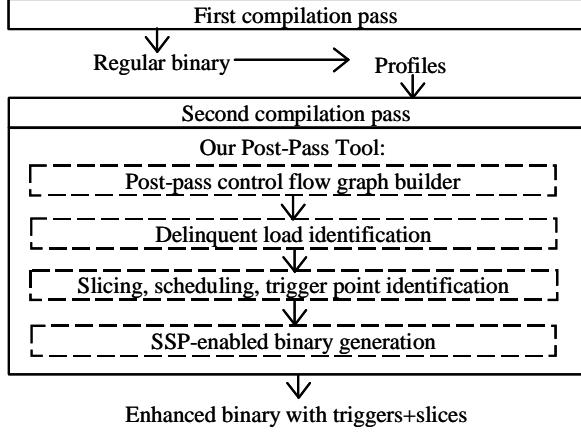 First compilation pass
Regular binary
Profiles
Second compilation pass
Our Post-Pass Tool:
Post-pass control flow graph builder
Delinquent load identification
Slicing, scheduling, trigger point identification
SSP-enabled binary generation
Enhanced binary with triggers+slices